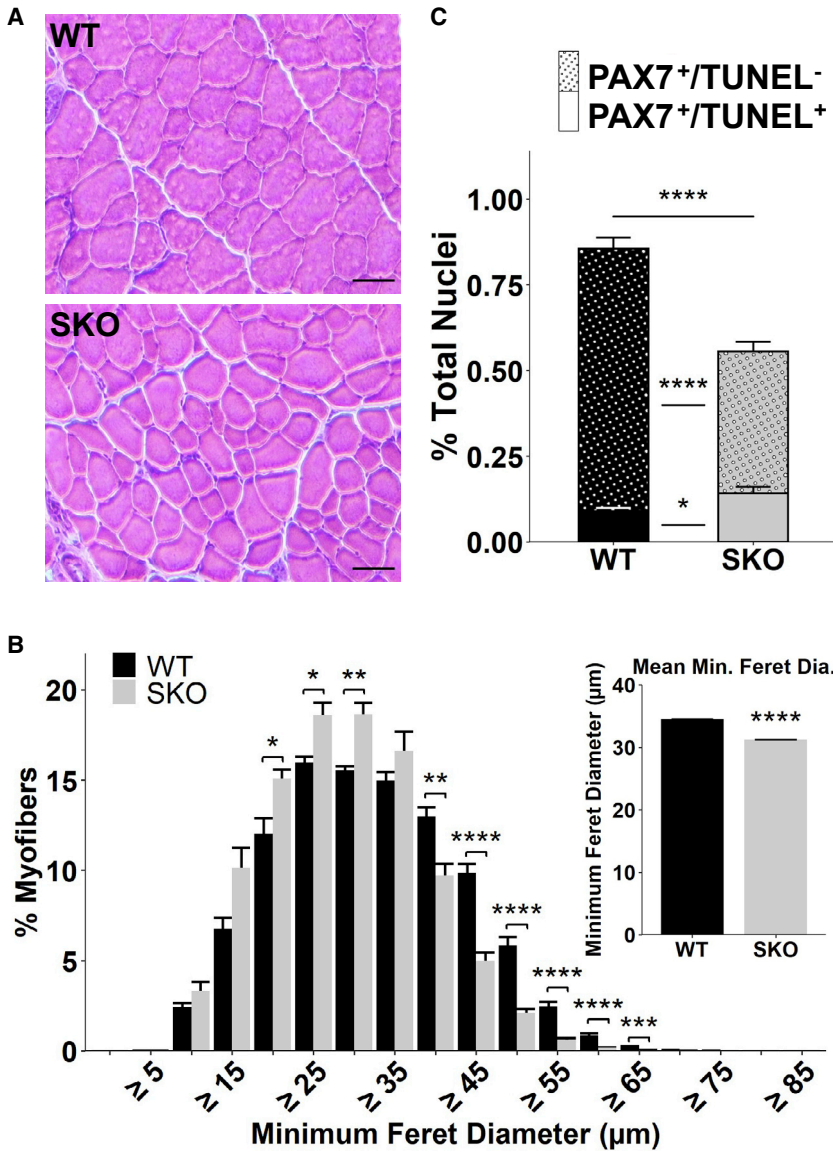 A
WT
SKO
C
PAX7⁺/TUNEL⁻
PAX7⁺/TUNEL⁺
% Total Nuclei
1.00
0.75
0.50
0.25
0.00
****
****
*
WT SKO
B
WT
SKO
% Myofibers
20
15
10
5
0
* * ** ** **** **** **** **** ***
≥ 5 ≥ 15 ≥ 25 ≥ 35 ≥ 45 ≥ 55 ≥ 65 ≥ 75 ≥ 85
Minimum Feret Diameter (µm)
Mean Min. Feret Dia.
Minimum Feret Diameter (µm)
40
30
20
10
0
****
WT SKO